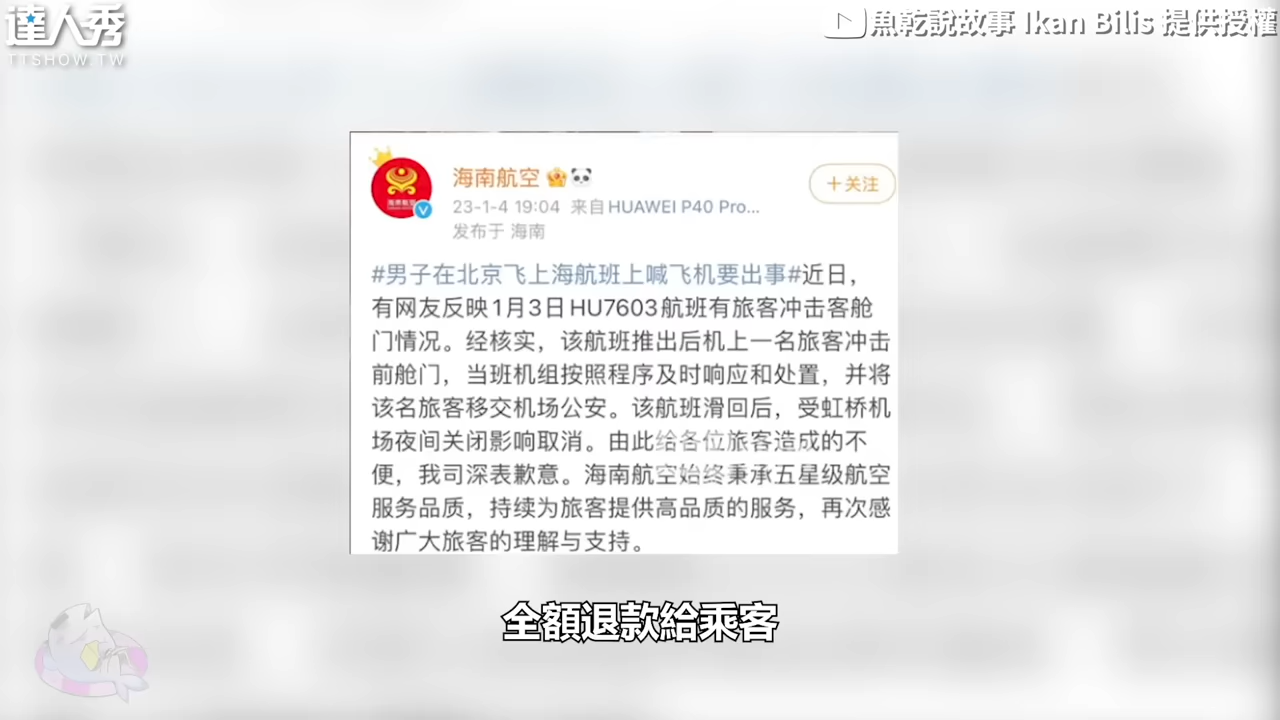 達人秀
TTSHOW.TW
魚乾說故事 Ikan Bilis 提供授權
海南航空
23-1-4 19:04 来自 HUAWEI P40 Pro...
发布于 海南
＋关注
#男子在北京飞上海航班上喊飞机要出事#近日，
有网友反映1月3日HU7603航班有旅客冲击客舱
门情况。经核实，该航班推出后机上一名旅客冲击
前舱门，当班机组按照程序及时响应和处置，并将
该名旅客移交机场公安。该航班滑回后，受虹桥机
场夜间关闭影响取消。由此给各位旅客造成的不
便，我司深表歉意。海南航空始终秉承五星级航空
服务品质，持续为旅客提供高品质的服务，再次感
谢广大旅客的理解与支持。
全額退款給乘客